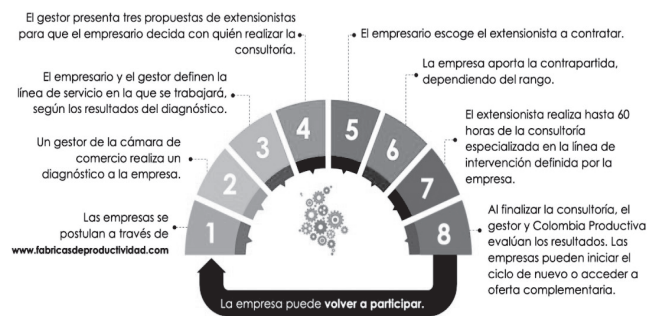 Las empresas se
postulan a través de
www.fabricasdeproductividad.com
1
Un gestor de la cámara de
comercio realiza un
diagnóstico a la empresa.
2
El empresario y el gestor definen la
línea de servicio en la que se trabajará,
según los resultados del diagnóstico.
3
El gestor presenta tres propuestas de extensionistas
para que el empresario decida con quién realizar la
consultoría.
4
El empresario escoge el extensionista a contratar.
5
La empresa aporta la contrapartida,
dependiendo del rango.
6
El extensionista realiza hasta 60
horas de la consultoría
especializada en la línea de
intervención definida por la
empresa.
7
Al finalizar la consultoría, el
gestor y Colombia Productiva
evalúan los resultados. Las
empresas pueden iniciar el
ciclo de nuevo o acceder a
oferta complementaria.
8
La empresa puede volver a participar.